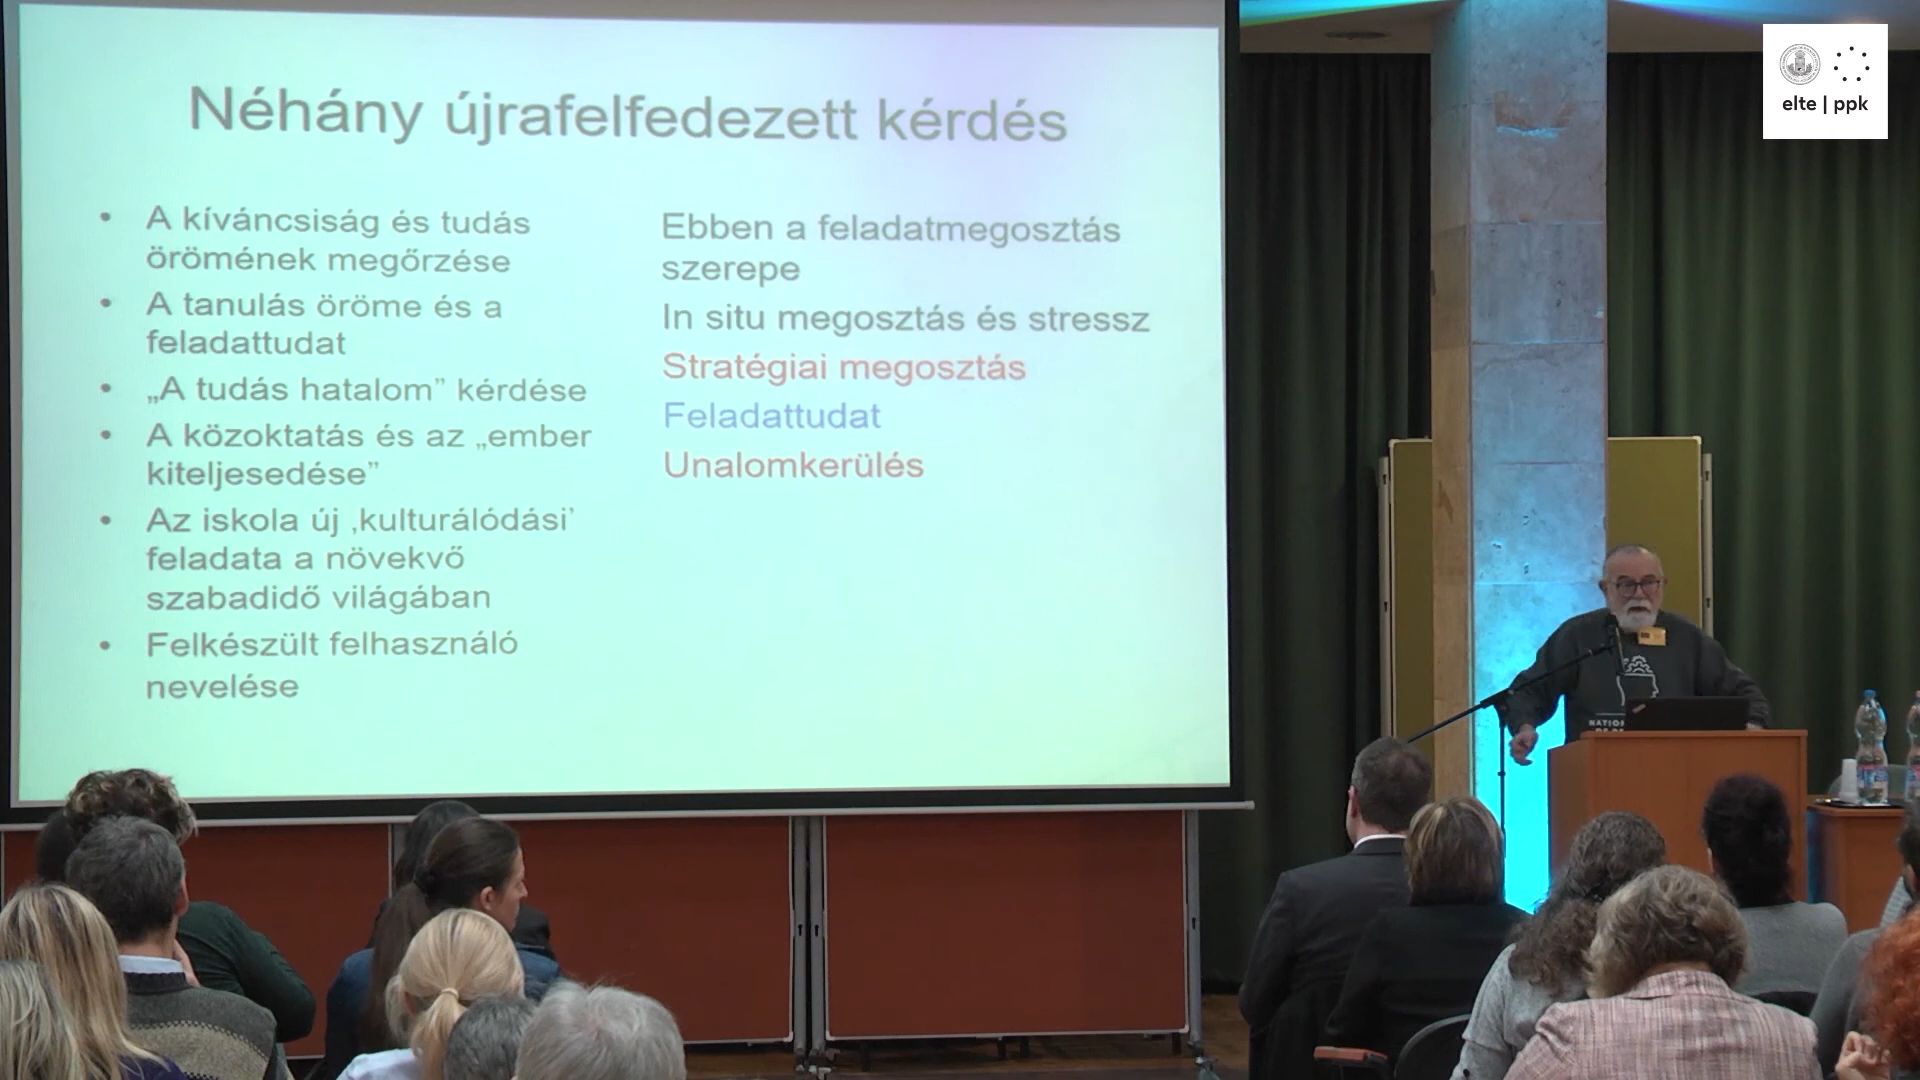 Néhány újrafelfedezett kérdés
• A kíváncsiság és tudás
örömének megőrzése
• A tanulás öröme és a
feladattudat
• „A tudás hatalom” kérdése
• A közoktatás és az „ember
kiteljesedése”
• Az iskola új ‚kulturálódási’
feladata a növekvő
szabadidő világában
• Felkészült felhasználó
nevelése
Ebben a feladatmegosztás
szerepe
In situ megosztás és stressz
Stratégiai megosztás
Feladattudat
Unalomkerülés
elte | ppk